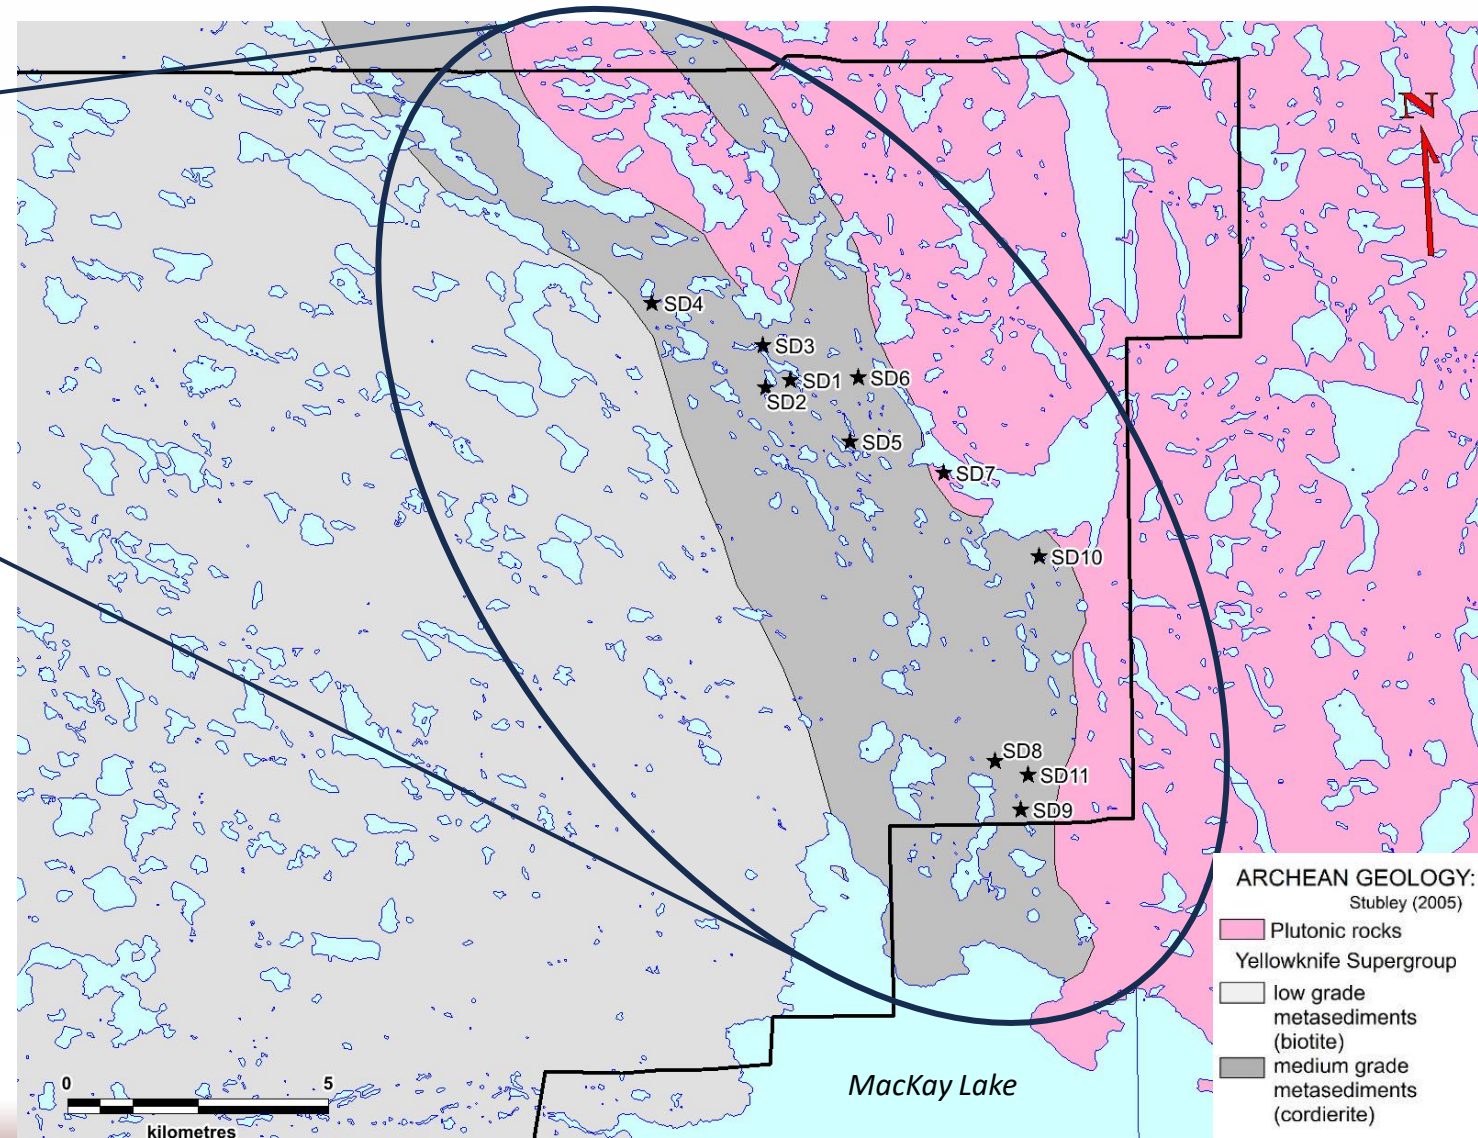 N
SD4
SD3
SD1
SD6
SD2
SD5
SD7
SD10
SD8
SD11
SD9
ARCHEAN GEOLOGY:
Stubley (2005)
Plutonic rocks
Yellowknife Supergroup
low grade
metasediments
(biotite)
medium grade
metasediments
(cordierite)
MacKay Lake
0 5
kilometres